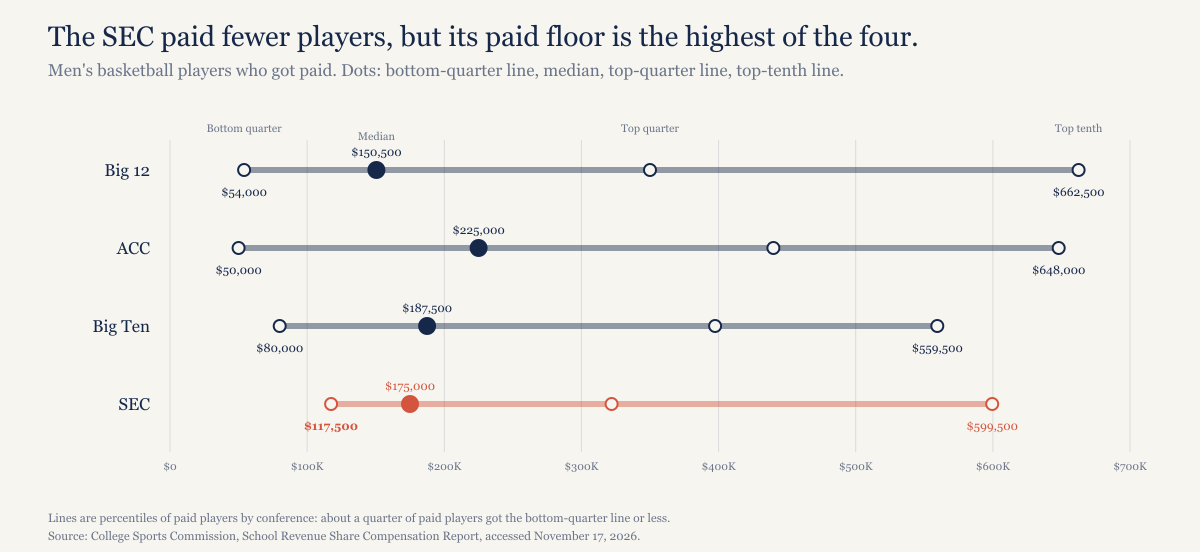 The SEC paid fewer players, but its paid floor is the highest of the four.
Men's basketball players who got paid. Dots: bottom-quarter line, median, top-quarter line, top-tenth line.
Bottom quarter
Median
Top quarter
Top tenth
Big 12
$150,500
$54,000
$662,500
ACC
$225,000
$50,000
$648,000
Big Ten
$187,500
$80,000
$559,500
SEC
$175,000
$117,500
$599,500
$0
$100K
$200K
$300K
$400K
$500K
$600K
$700K
Lines are percentiles of paid players by conference: about a quarter of paid players got the bottom-quarter line or less.
Source: College Sports Commission, School Revenue Share Compensation Report, accessed November 17, 2026.